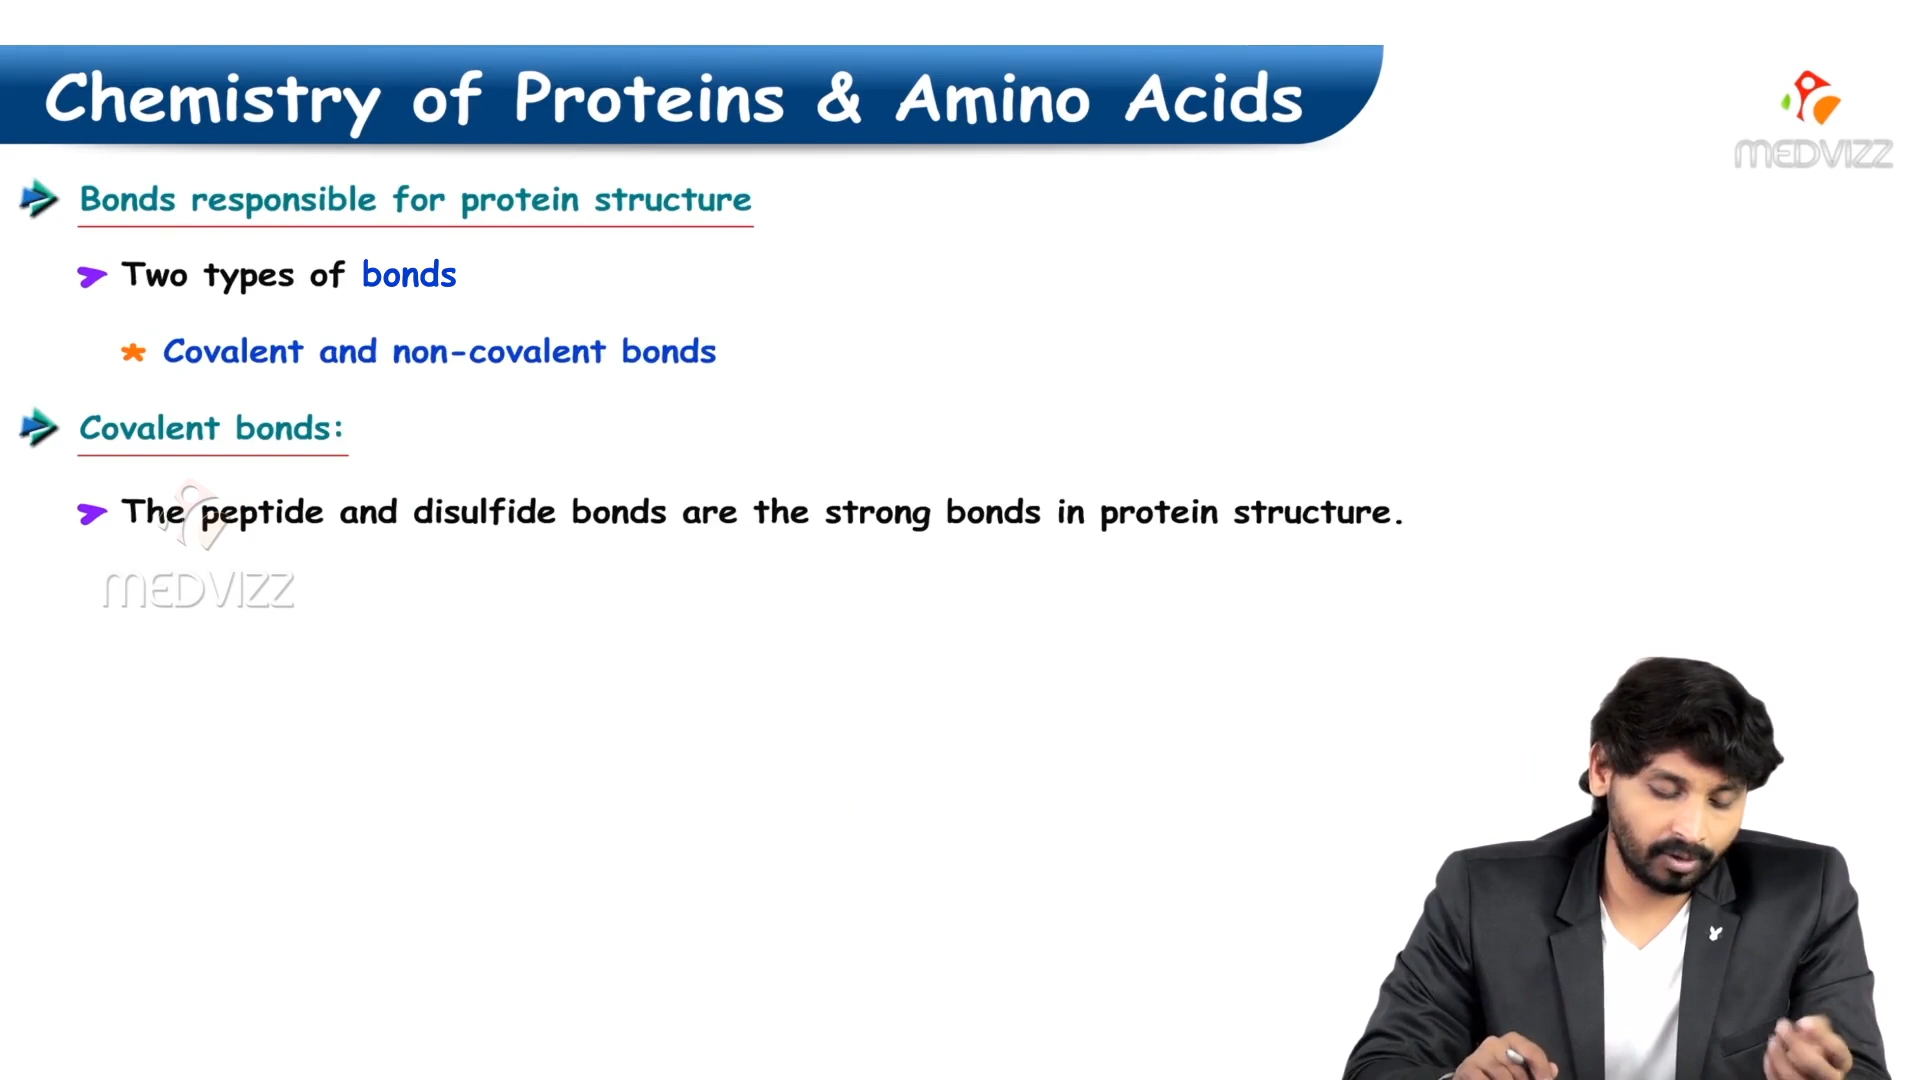 Chemistry of Proteins & Amino Acids
MEDVIZZ
Bonds responsible for protein structure
Two types of bonds
Covalent and non-covalent bonds
Covalent bonds:
The peptide and disulfide bonds are the strong bonds in protein structure.
MEDVIZZ